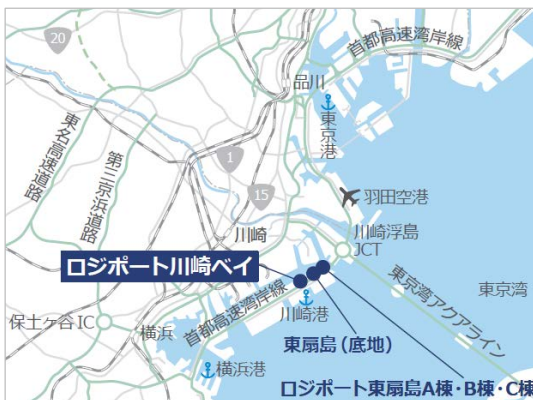 20
首都高速湾岸線
品川
東京港
東名高速道路
第三京浜道路
1
15
羽田空港
川崎
川崎浮島
JCT
ロジポート川崎ベイ
東京湾アクアライン
東京湾
首都高速湾岸線
川崎港
保土ヶ谷IC
横浜
東扇島(底地)
横浜港
ロジポート東扇島A棟・B棟・C棟